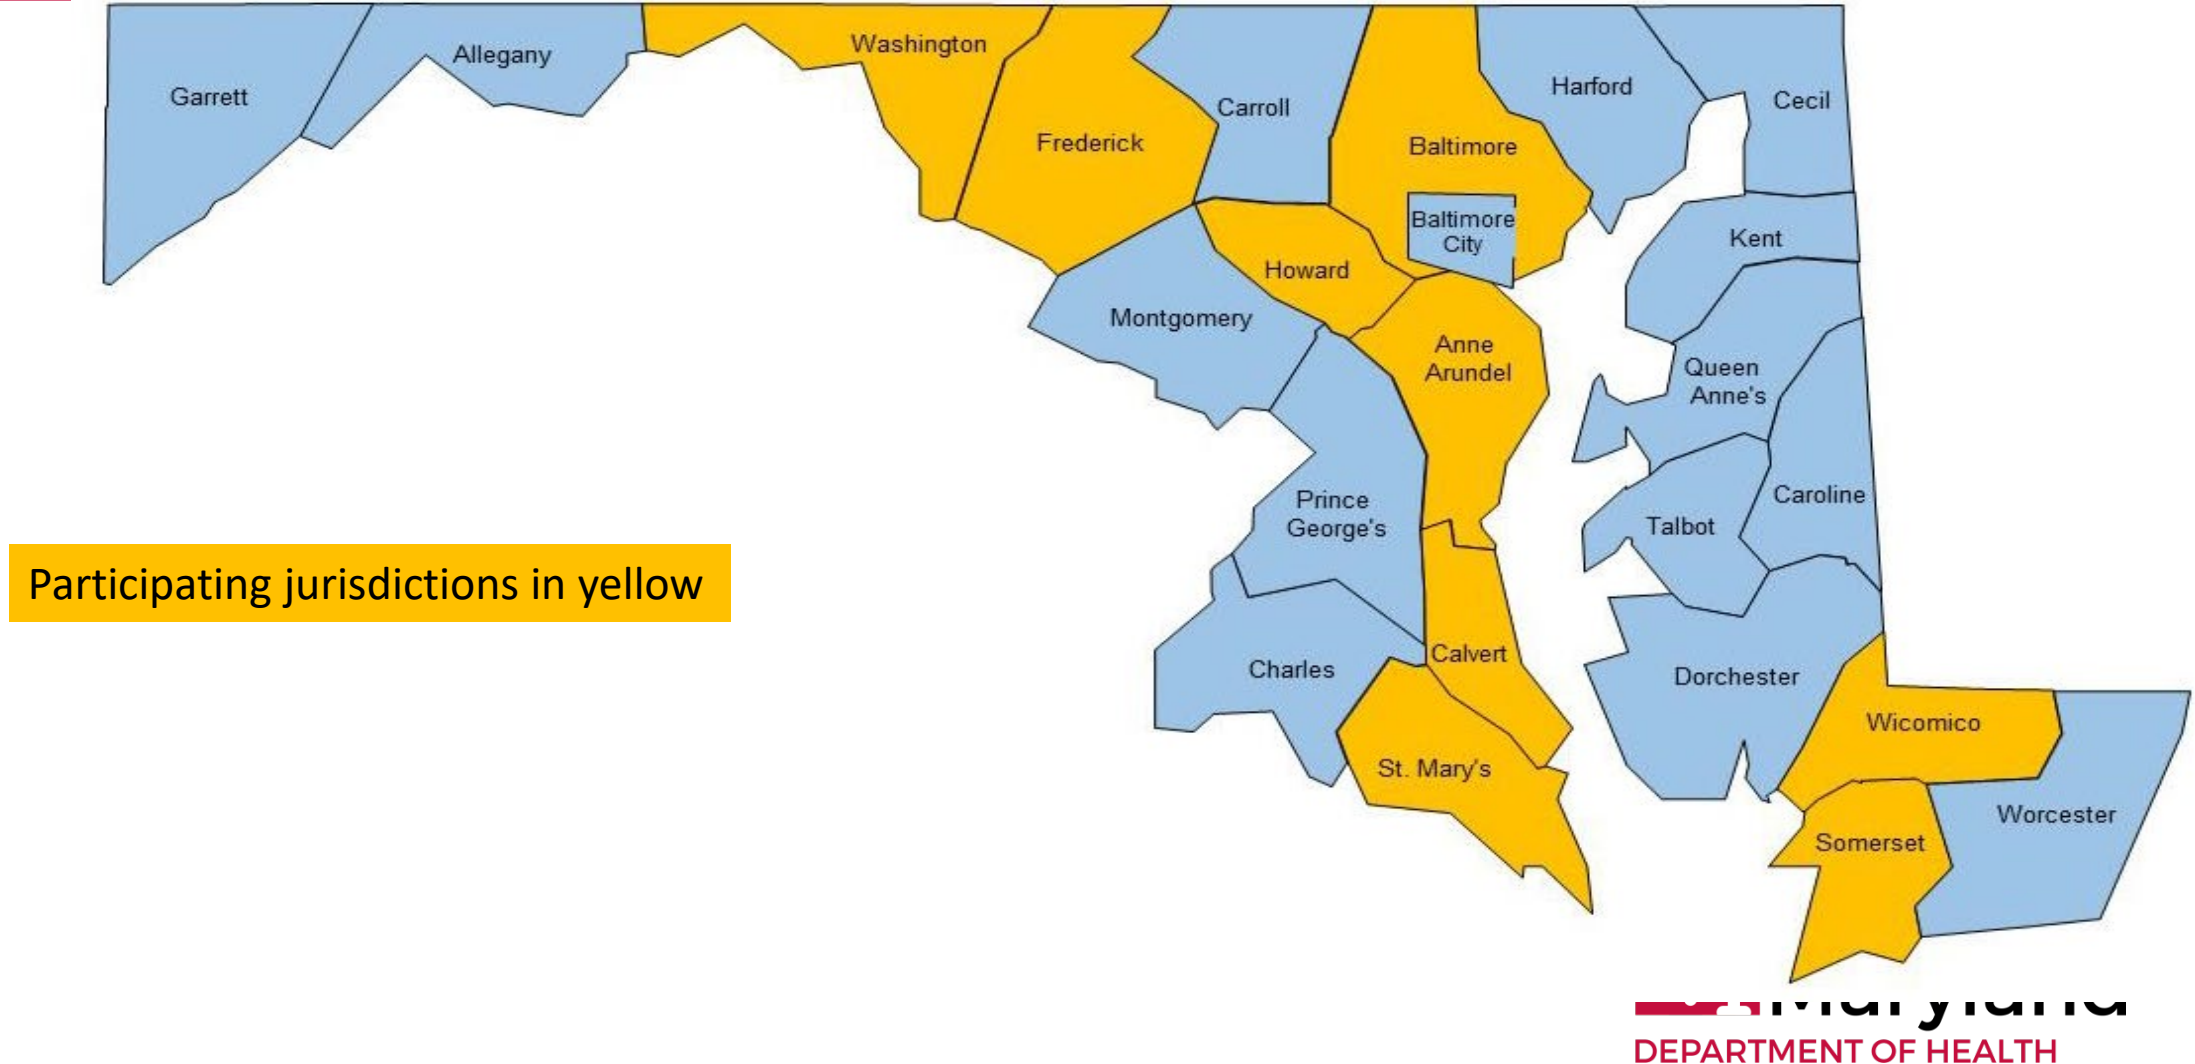 Garrett
Allegany
Washington
Frederick
Carroll
Baltimore
Baltimore
City
Harford
Cecil
Kent
Howard
Montgomery
Anne
Arundel
Queen
Anne's
Prince
George's
Talbot
Caroline
Participating jurisdictions in yellow
Charles
Calvert
Dorchester
St. Mary's
Wicomico
Worcester
Somerset
Maryland
DEPARTMENT OF HEALTH